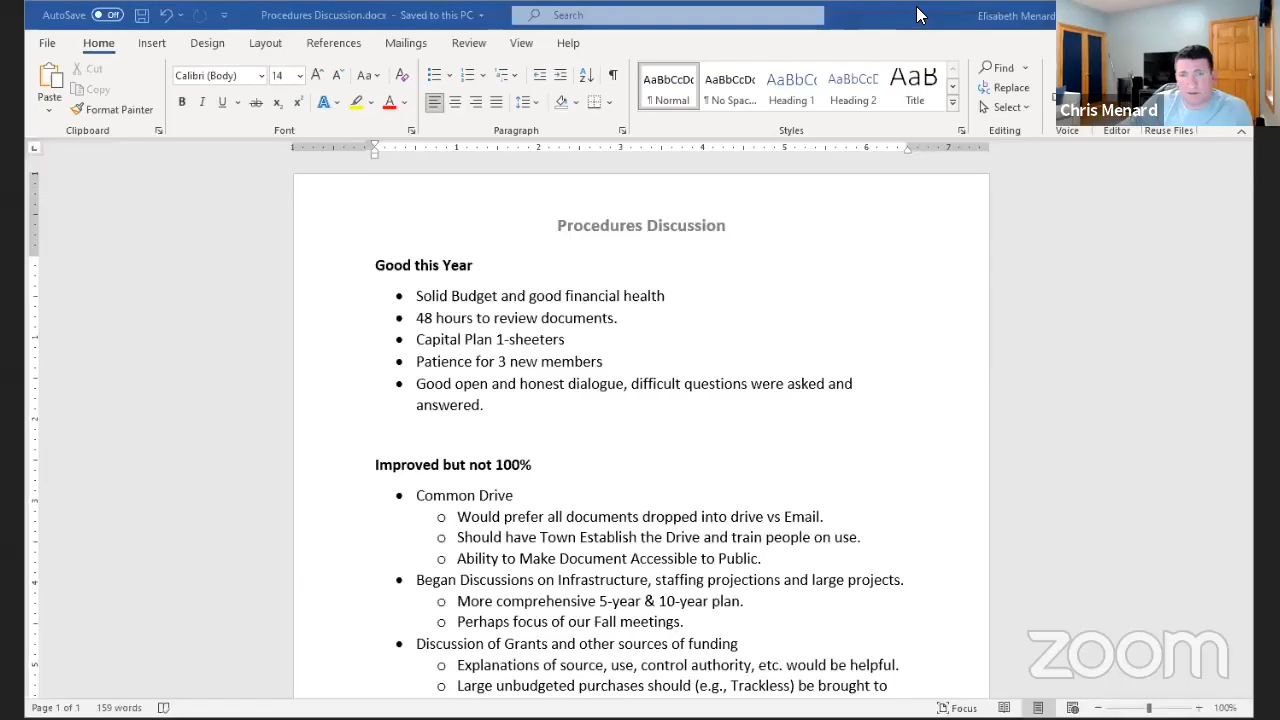 AutoSave Off Procedures Discussion.docx - Saved to this PC Search Elisabeth Menard
File Home Insert Design Layout References Mailings Review View Help
Paste Cut Copy Format Painter
Calibri (Body) 14
AaBbCcDc AaBbCcDc AaBbCc AaBbCcD AaB
¶ Normal ¶ No Spac... Heading 1 Heading 2 Title
Find Replace Select
Chris Menard
Clipboard Font Paragraph Styles Editing Voice Editor Reuse Files
1 1 2 3 4 5 6 7
Procedures Discussion
Good this Year
• Solid Budget and good financial health
• 48 hours to review documents.
• Capital Plan 1-sheeters
• Patience for 3 new members
• Good open and honest dialogue, difficult questions were asked and
answered.
Improved but not 100%
• Common Drive
o Would prefer all documents dropped into drive vs Email.
o Should have Town Establish the Drive and train people on use.
o Ability to Make Document Accessible to Public.
• Began Discussions on Infrastructure, staffing projections and large projects.
o More comprehensive 5-year & 10-year plan.
o Perhaps focus of our Fall meetings.
• Discussion of Grants and other sources of funding
o Explanations of source, use, control authority, etc. would be helpful.
o Large unbudgeted purchases should (e.g., Trackless) be brought to
zoom
Page 1 of 1 159 words Focus 100%